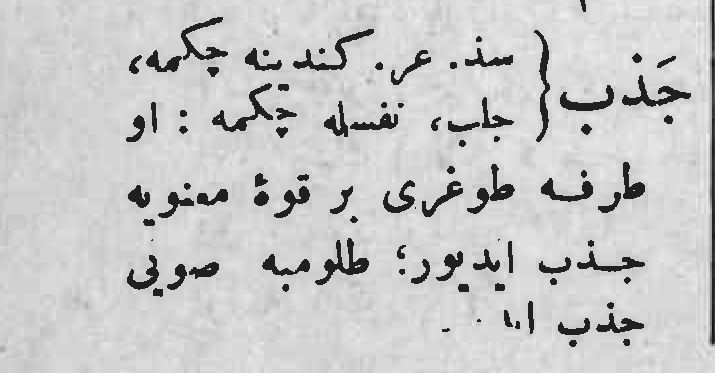 جَذب { سذ. عر. كندينه چكمه،
جلب، نفسله چكمه : او
طرفه طوغرى بر قوهٔ معنويه
جذب ايديور؛ طلومبه صويى
جذب